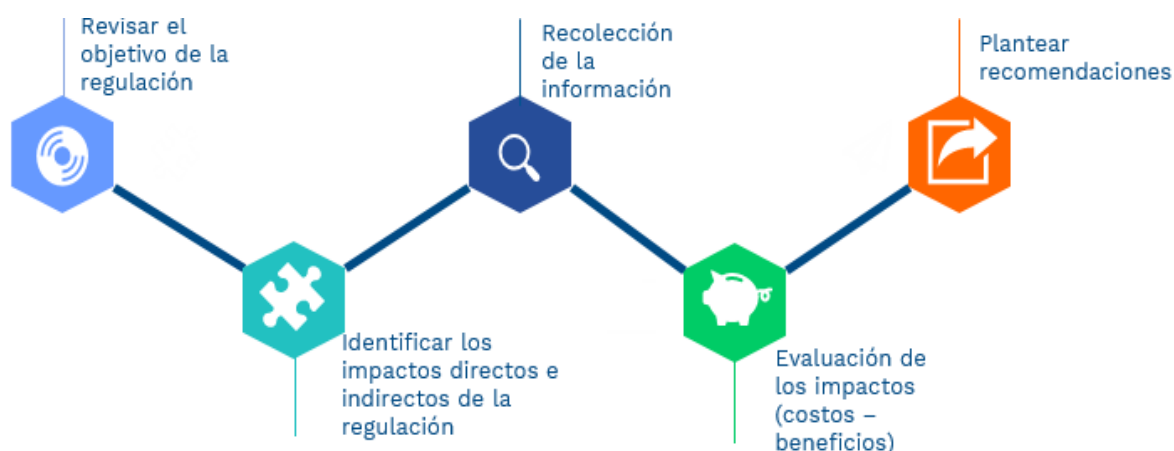 Revisar el
objetivo de la
regulación
Identificar los
impactos directos e
indirectos de la
regulación
Recolección
de la
información
Evaluación de
los impactos
(costos –
beneficios)
Plantear
recomendaciones